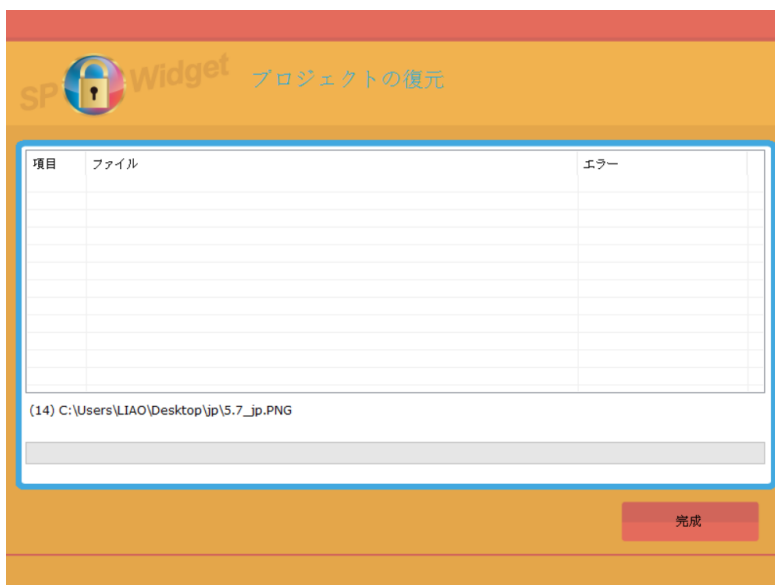 SP Widget
プロジェクトの復元
項目 ファイル エラー
(14) C:\Users\LIAO\Desktop\jp\5.7_jp.PNG
完成